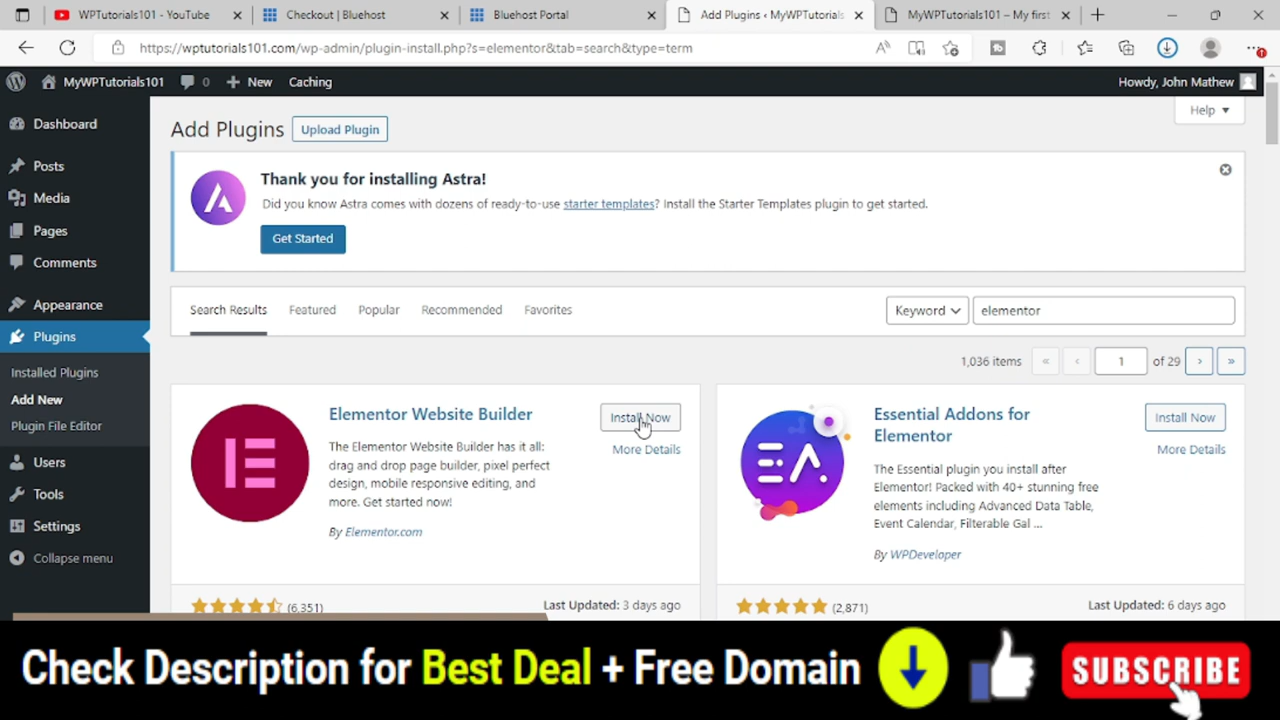 WPTutorials101 - YouTube
Checkout | Bluehost
Bluehost Portal
Add Plugins ‹ MyWPTutorials
MyWPTutorials101 – My first
https://wptutorials101.com/wp-admin/plugin-install.php?s=elementor&tab=search&type=term
MyWPTutorials101
0
New
Caching
Howdy, John Mathew
Dashboard
Posts
Media
Pages
Comments
Appearance
Plugins
Installed Plugins
Add New
Plugin File Editor
Users
Tools
Settings
Collapse menu
Help
Add Plugins
Upload Plugin
Thank you for installing Astra!
Did you know Astra comes with dozens of ready-to-use starter templates? Install the Starter Templates plugin to get started.
Get Started
Search Results
Featured
Popular
Recommended
Favorites
Keyword
elementor
1,036 items
«
‹
1
of 29
›
»
Elementor Website Builder
Install Now
More Details
The Elementor Website Builder has it all:
drag and drop page builder, pixel perfect
design, mobile responsive editing, and
more. Get started now!
By Elementor.com
(6,351)
Last Updated: 3 days ago
Essential Addons for
Elementor
Install Now
More Details
The Essential plugin you install after
Elementor! Packed with 40+ stunning free
elements including Advanced Data Table,
Event Calendar, Filterable Gal ...
By WPDeveloper
(2,871)
Last Updated: 6 days ago
Check Description for Best Deal + Free Domain
SUBSCRIBE